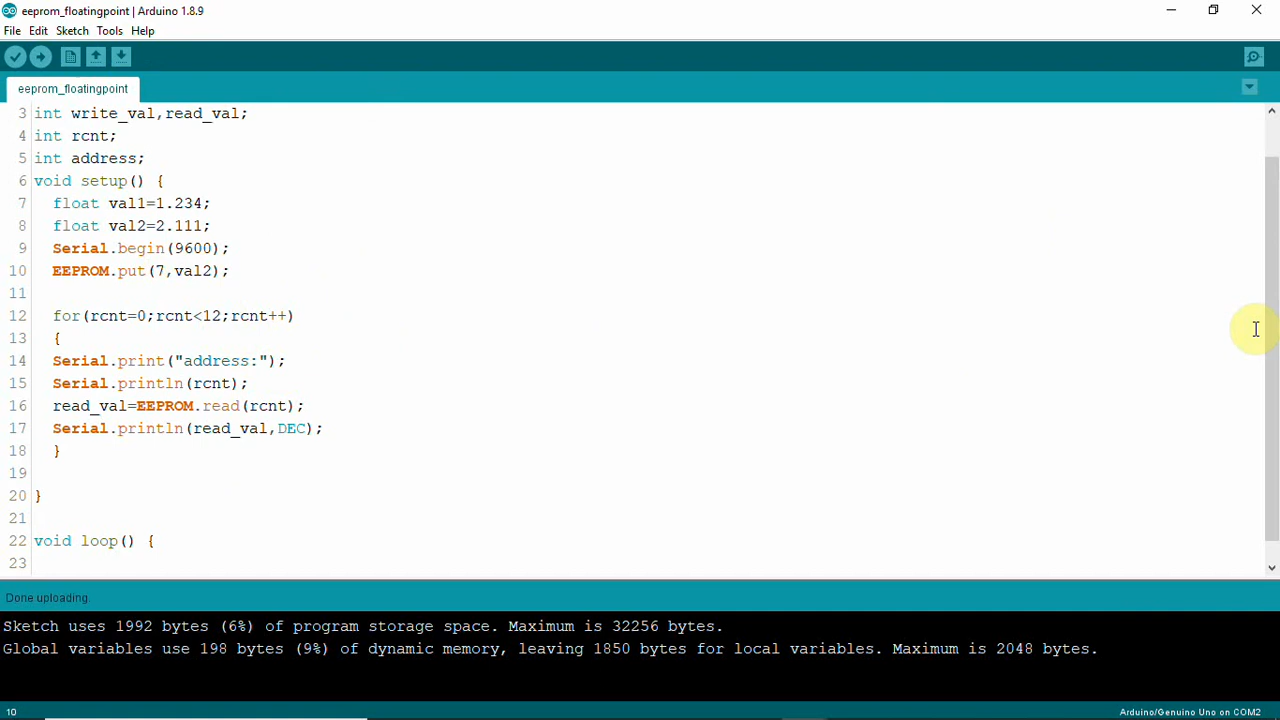 eeprom_floatingpoint | Arduino 1.8.9
File Edit Sketch Tools Help
eeprom_floatingpoint
3 int write_val,read_val;
4 int rcnt;
5 int address;
6 void setup() {
7 float val1=1.234;
8 float val2=2.111;
9 Serial.begin(9600);
10 EEPROM.put(7,val2);
11
12 for(rcnt=0;rcnt<12;rcnt++)
13 {
14 Serial.print("address:");
15 Serial.println(rcnt);
16 read_val=EEPROM.read(rcnt);
17 Serial.println(read_val,DEC);
18 }
19
20 }
21
22 void loop() {
23
Done uploading.
Sketch uses 1992 bytes (6%) of program storage space. Maximum is 32256 bytes.
Global variables use 198 bytes (9%) of dynamic memory, leaving 1850 bytes for local variables. Maximum is 2048 bytes.
10 Arduino/Genuino Uno on COM2